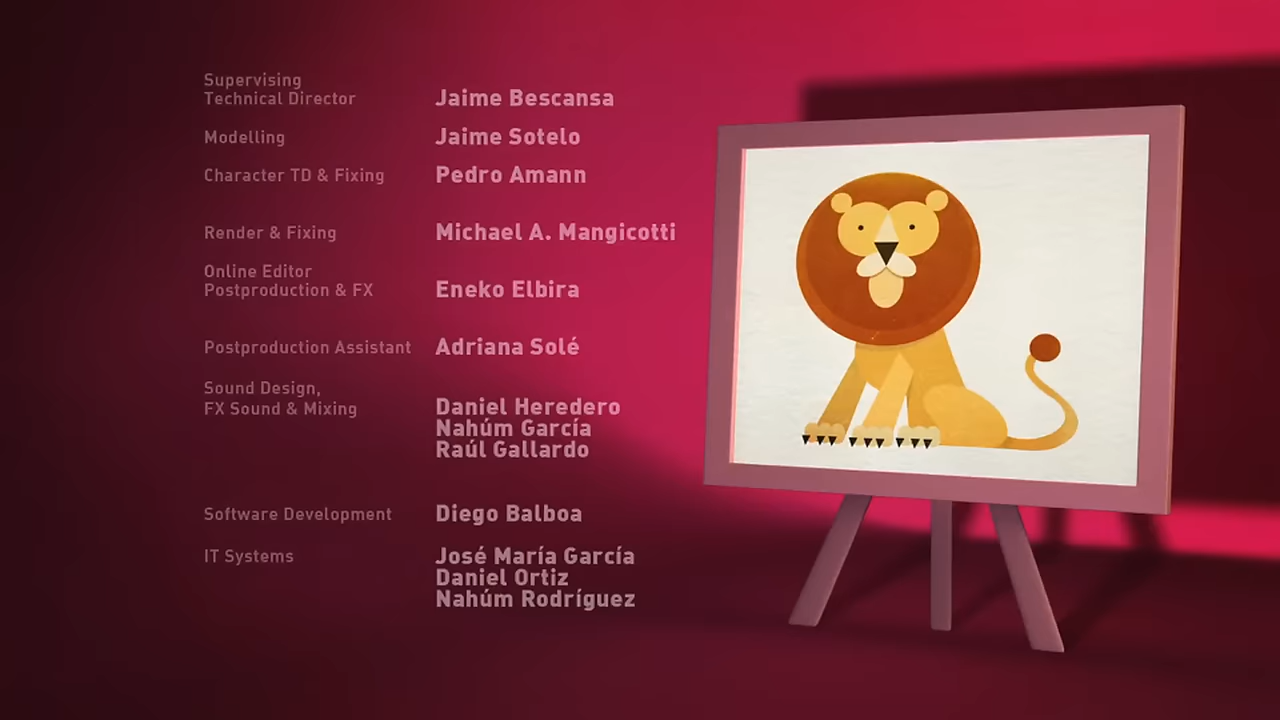 Supervising
Technical Director Jaime Bescansa
Modelling Jaime Sotelo
Character TD & Fixing Pedro Amann
Render & Fixing Michael A. Mangicotti
Online Editor
Postproduction & FX Eneko Elbira
Postproduction Assistant Adriana Solé
Sound Design,
FX Sound & Mixing Daniel Heredero
Nahúm García
Raúl Gallardo
Software Development Diego Balboa
IT Systems José María García
Daniel Ortiz
Nahúm Rodríguez